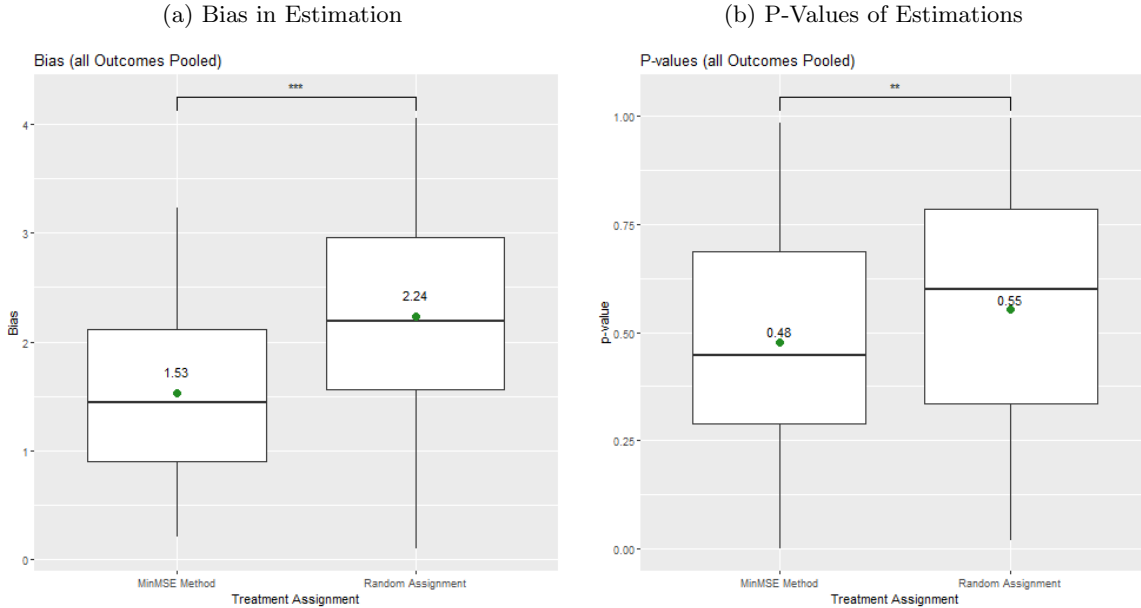 (a) Bias in Estimation
Bias (all Outcomes Pooled)
***
4
3
2
1
0
Bias
1.53
2.24
MinMSE Method
Random Assignment
Treatment Assignment
(b) P-Values of Estimations
P-values (all Outcomes Pooled)
**
1.00
0.75
0.50
0.25
0.00
p-value
0.48
0.55
MinMSE Method
Random Assignment
Treatment Assignment